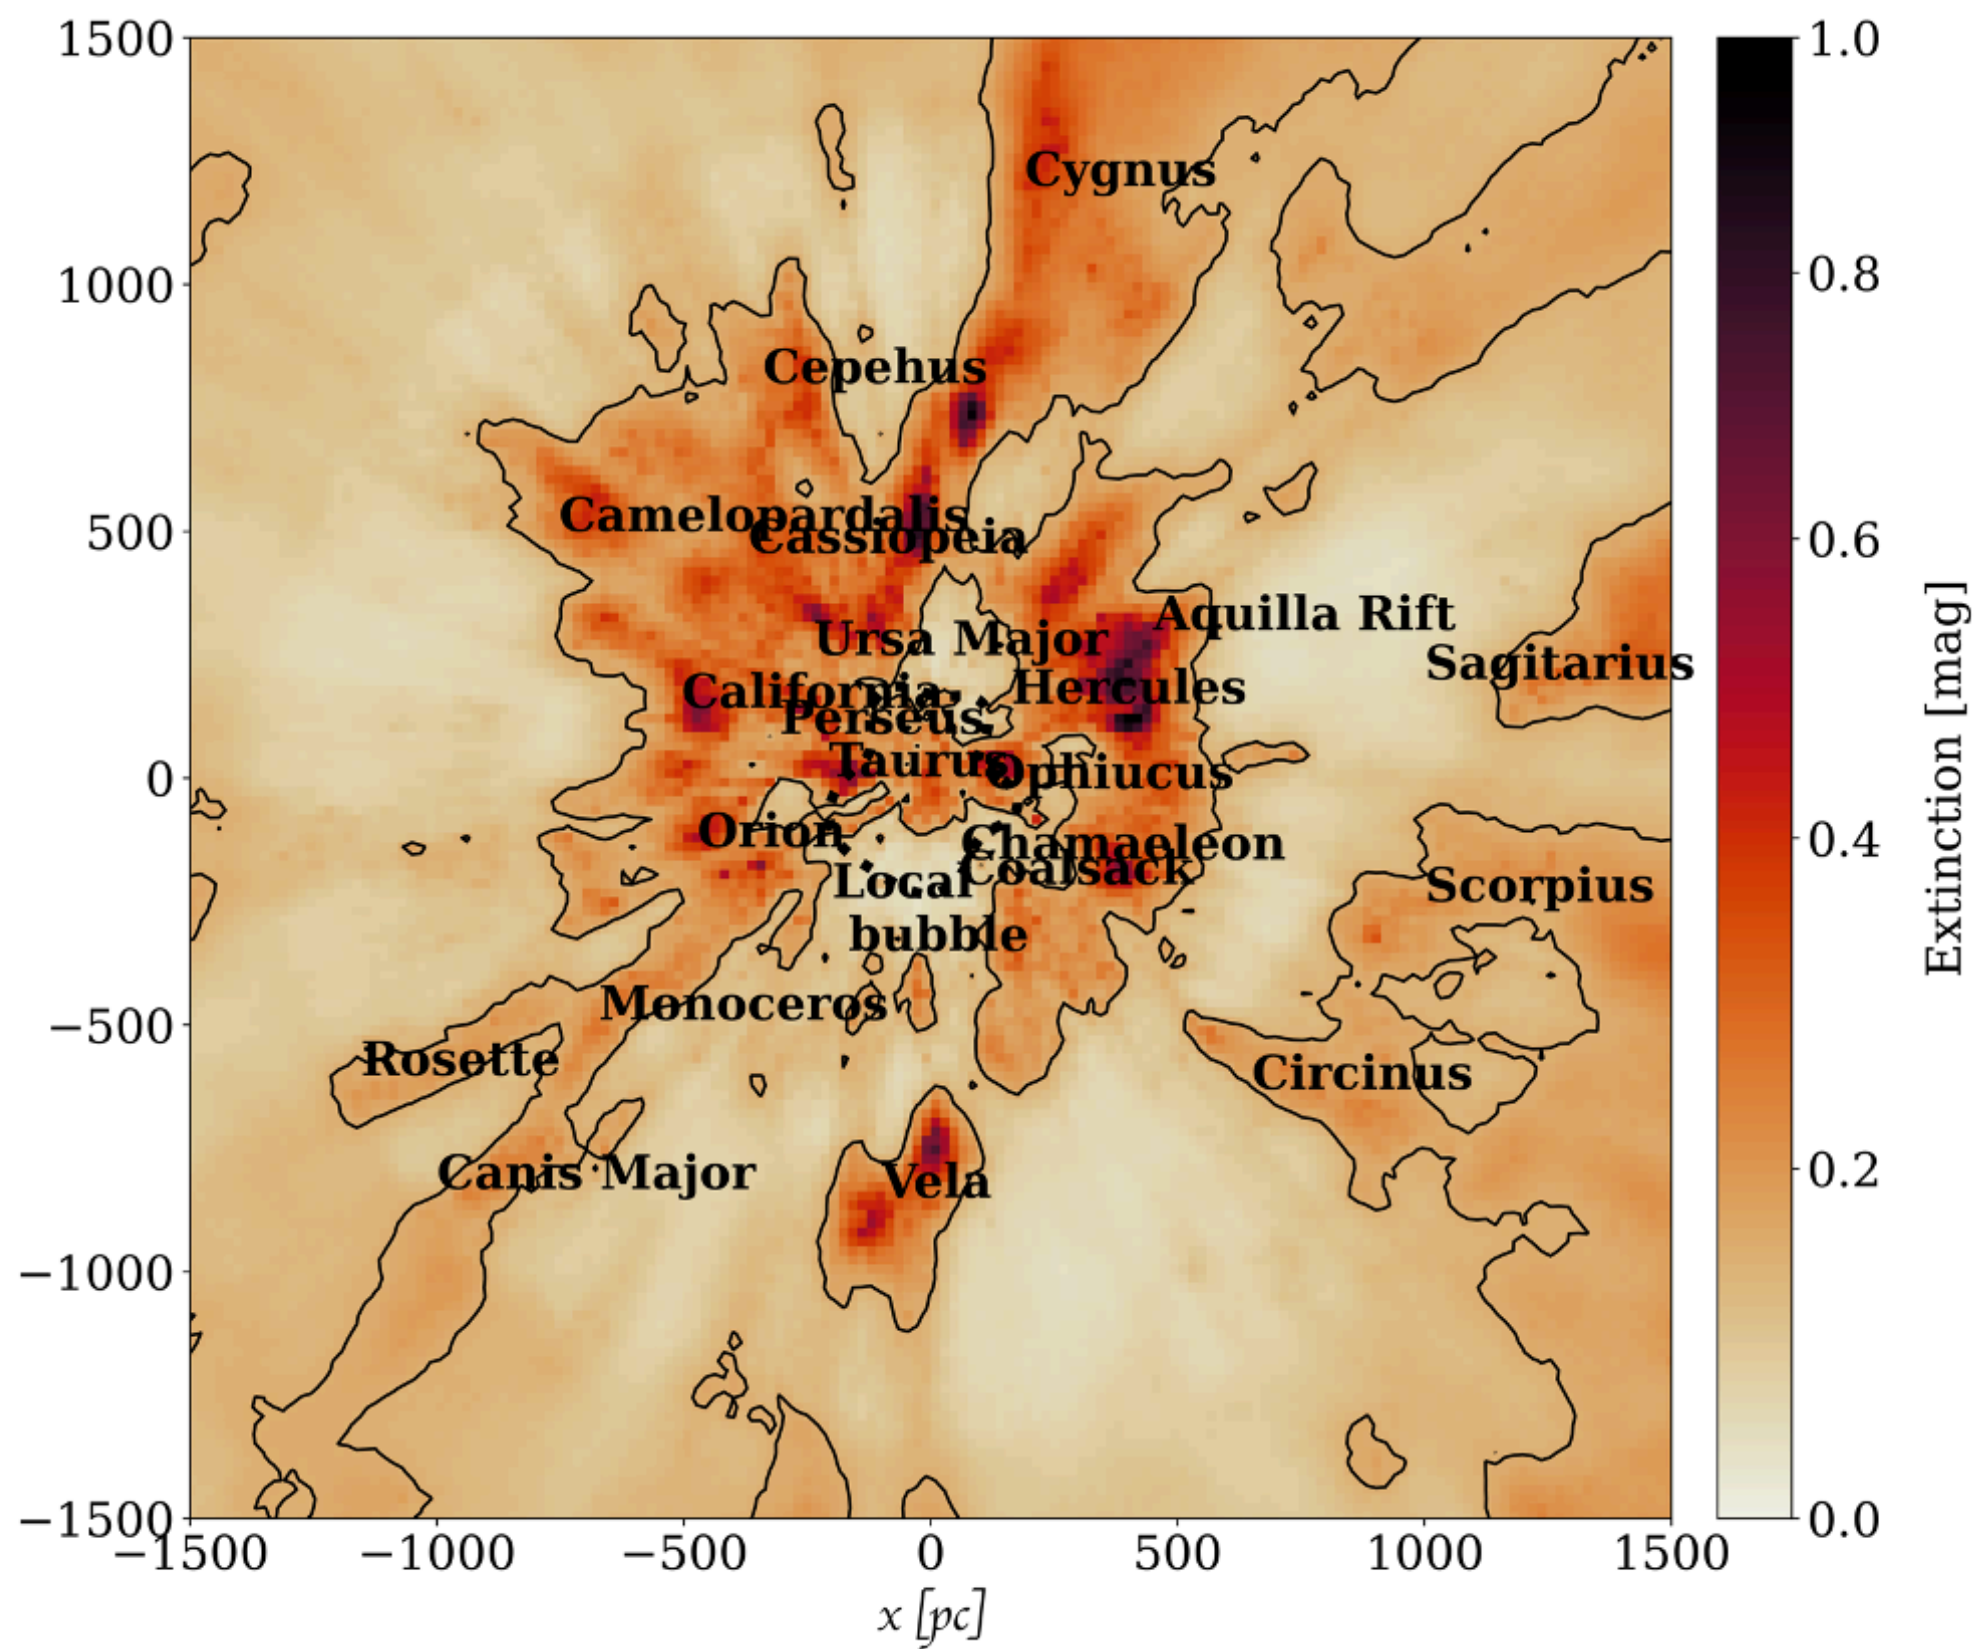 1500
1000
500
0
−500
−1000
−1500
−1500
−1000
−500
0
500
1000
1500
x [pc]
Cygnus
Cepehus
Camelopardalis
Cassiopeia
Aquilla Rift
Ursa Major
Sagitarius
Hercules
California
Perseus
Taurus
Ophiucus
Orion
Chamaeleon
Coalsack
Local
bubble
Scorpius
Monoceros
Rosette
Circinus
Canis Major
Vela
1.0
0.8
0.6
0.4
0.2
0.0
Extinction [mag]